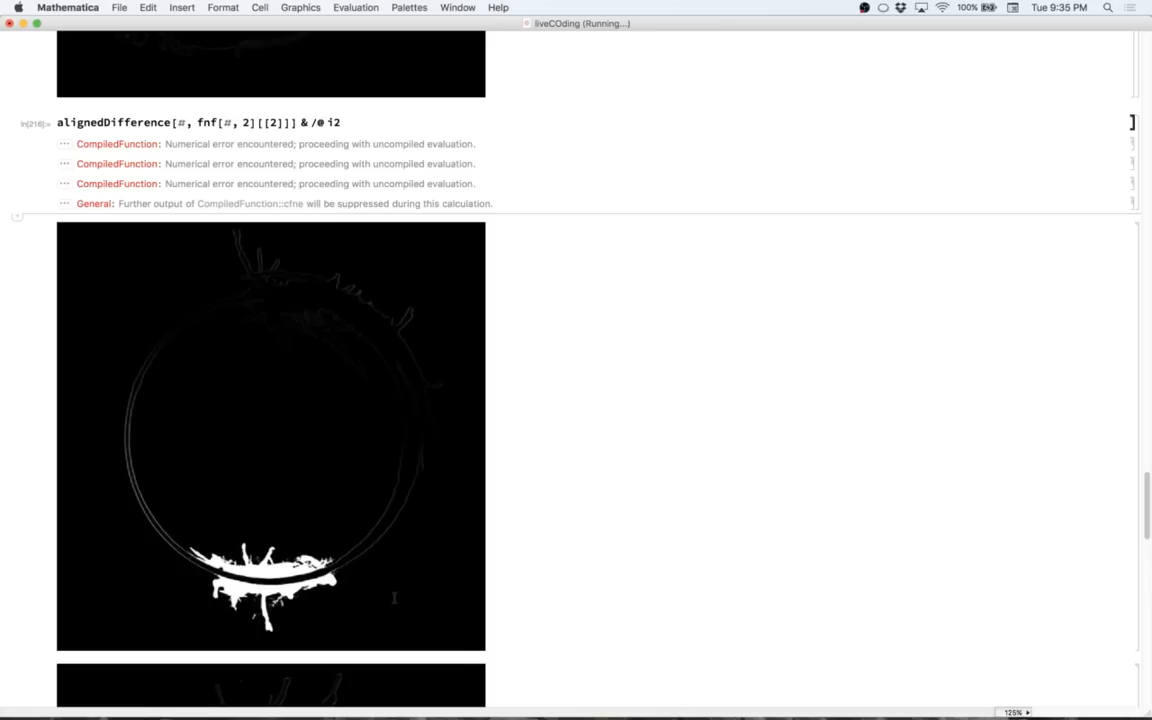 Mathematica File Edit Insert Format Cell Graphics Evaluation Palettes Window Help 100% Tue 9:35 PM
liveCOding (Running...)
In[216]:= alignedDifference[#, fnf[#, 2][[2]]] & /@ i2
CompiledFunction: Numerical error encountered; proceeding with uncompiled evaluation.
CompiledFunction: Numerical error encountered; proceeding with uncompiled evaluation.
CompiledFunction: Numerical error encountered; proceeding with uncompiled evaluation.
General: Further output of CompiledFunction::cfne will be suppressed during this calculation.
125%